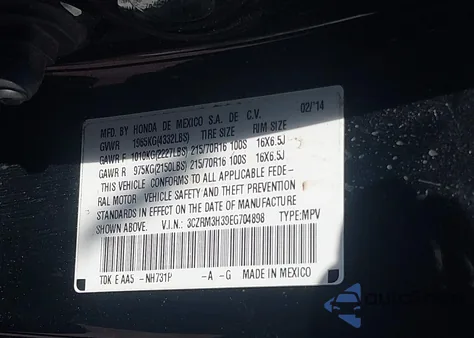 MFD. BY HONDA DE MEXICO S.A. DE C.V. 02/'14
GVWR 1965KG(4332LBS) TIRE SIZE RIM SIZE
GAWR F 1010KG(2227LBS) 215/70R16 100S 16X6.5J
GAWR R 975KG(2150LBS) 215/70R16 100S 16X6.5J
THIS VEHICLE CONFORMS TO ALL APPLICABLE FEDE-
RAL MOTOR VEHICLE SAFETY AND THEFT PREVENTION
STANDARDS IN EFFECT ON THE DATE OF MANUFACTURE
SHOWN ABOVE. V.I.N.: 3CZRM3H39EG704898 TYPE:MPV
TDK E AA5 -NH731P -A -G MADE IN MEXICO